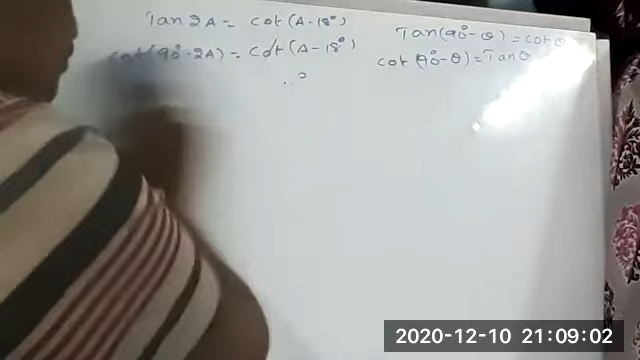 Tan 2A = Cot (A-18°)
Cot (90°-2A) = Cot (A-18°)
Tan(90°-θ) = Cotθ
Cot (90°-θ) = Tanθ
2020-12-10 21:09:02